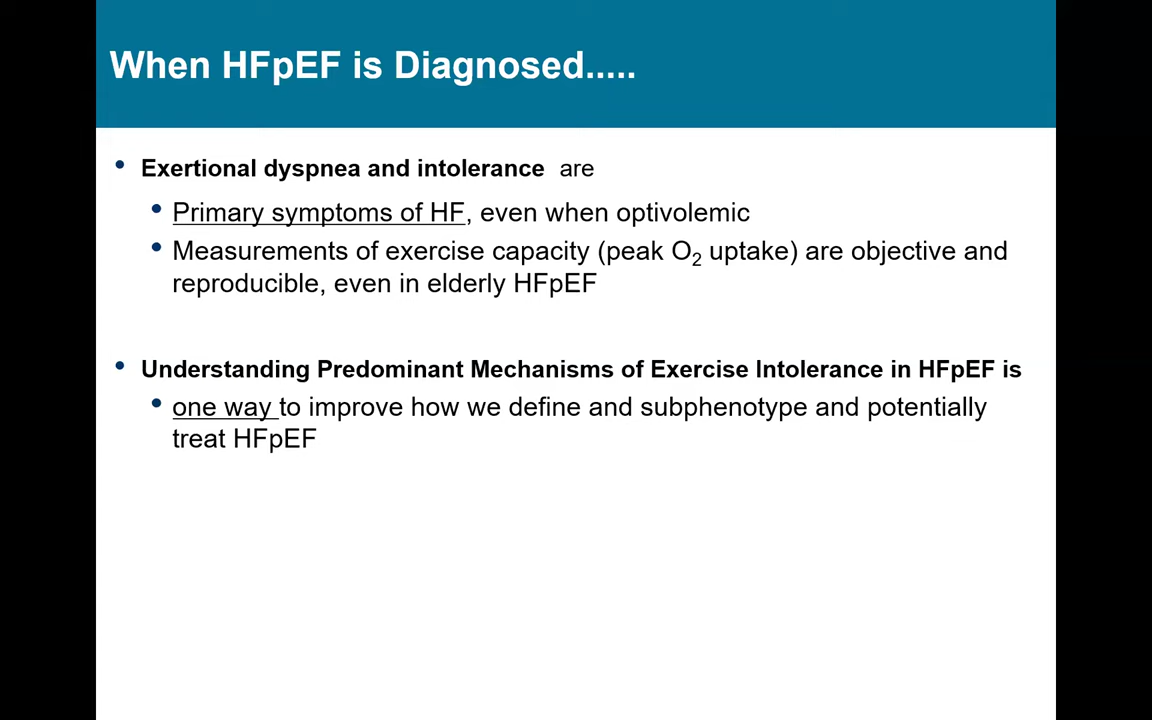 When HFpEF is Diagnosed.....
• Exertional dyspnea and intolerance are
• Primary symptoms of HF, even when optivolemic
• Measurements of exercise capacity (peak O₂ uptake) are objective and
reproducible, even in elderly HFpEF
• Understanding Predominant Mechanisms of Exercise Intolerance in HFpEF is
• one way to improve how we define and subphenotype and potentially
treat HFpEF